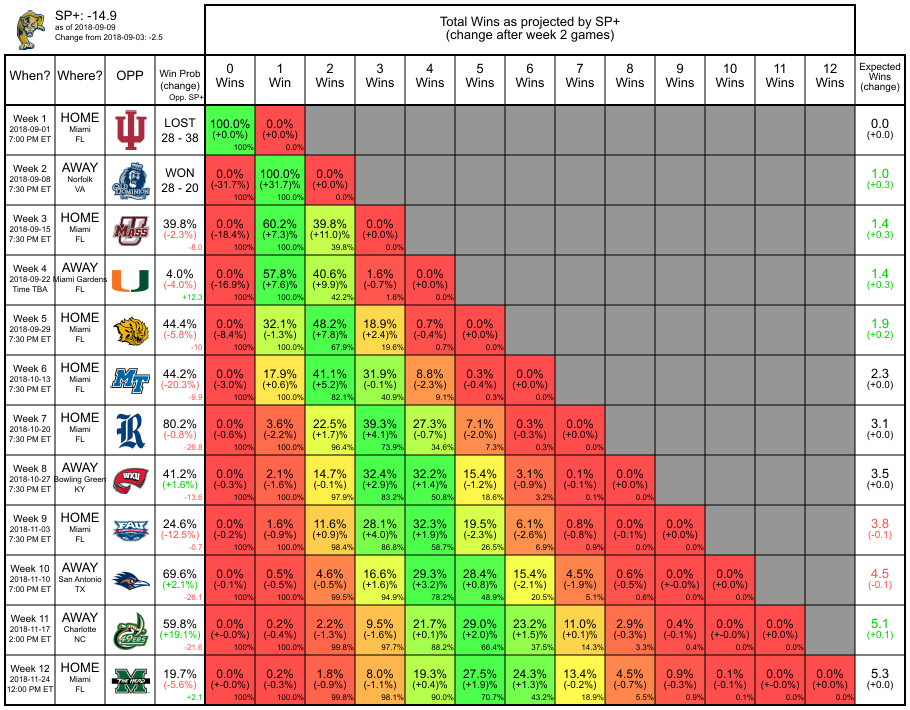 SP+: -14.9
as of 2018-09-09
Change from 2018-09-03: -2.5
Total Wins as projected by SP+
(change after week 2 games)
When? Where? OPP Win Prob (change) Opp. SP+ 0 Wins 1 Win 2 Wins 3 Wins 4 Wins 5 Wins 6 Wins 7 Wins 8 Wins 9 Wins 10 Wins 11 Wins 12 Wins Expected Wins (change)
Week 1 HOME LOST 100.0% 0.0% 0.0
2018-09-01 Miami 28 - 38 (+0.0%) (+0.0%) (+0.0)
7:00 PM ET FL 100% 0.0%
Week 2 AWAY WON 0.0% 100.0% 0.0% 1.0
2018-09-08 Norfolk 28 - 20 (-31.7%) (+31.7)% (+0.0%) (+0.3)
7:30 PM ET VA OLD DOMINION 100% 100.0% 0.0%
Week 3 HOME MASS 39.8% 0.0% 60.2% 39.8% 0.0% 1.4
2018-09-15 Miami (-2.3%) (-18.4%) (+7.3%) (+11.0%) (+0.0%) (+0.3)
7:30 PM ET FL -8.0 100% 100.0% 39.8% 0.0%
Week 4 AWAY 4.0% 0.0% 57.8% 40.6% 1.6% 0.0% 1.4
2018-09-22 Miami Gardens (-4.0%) (-16.9%) (+7.6%) (+9.9%) (-0.7%) (+0.0%) (+0.3)
Time TBA FL +12.3 100% 100.0% 42.2% 1.6% 0.0%
Week 5 HOME 44.4% 0.0% 32.1% 48.2% 18.9% 0.7% 0.0% 1.9
2018-09-29 Miami (-5.8%) (-8.4%) (-1.3%) (+7.8%) (+2.4%) (-0.4%) (+0.0%) (+0.2)
7:30 PM ET FL -10 100% 100.0% 67.9% 19.6% 0.7% 0.0%
Week 6 HOME MT 44.2% 0.0% 17.9% 41.1% 31.9% 8.8% 0.3% 0.0% 2.3
2018-10-13 Miami (-20.3%) (-3.0%) (+0.6%) (+5.2%) (-0.1%) (-2.3%) (-0.4%) (+0.0%) (+0.0)
7:30 PM ET FL -9.9 100% 100.0% 82.1% 40.9% 9.1% 0.3% 0.0%
Week 7 HOME R 80.2% 0.0% 3.6% 22.5% 39.3% 27.3% 7.1% 0.3% 0.0% 3.1
2018-10-20 Miami (-0.8%) (-0.6%) (-2.2%) (+1.7%) (+4.1%) (-0.7%) (-2.0%) (-0.3%) (+0.0%) (+0.0)
7:30 PM ET FL -26.8 100% 100.0% 96.4% 73.9% 34.6% 7.3% 0.3% 0.0%
Week 8 AWAY WKU 41.2% 0.0% 2.1% 14.7% 32.4% 32.2% 15.4% 3.1% 0.1% 0.0% 3.5
2018-10-27 Bowling Green (+1.6%) (-0.3%) (-1.6%) (-0.1%) (+2.9%) (+1.4%) (-1.2%) (-0.9%) (-0.1%) (+0.0%) (+0.0)
7:30 PM ET KY -13.6 100% 100.0% 97.9% 83.2% 50.8% 18.6% 3.2% 0.1% 0.0%
Week 9 HOME FAU 24.6% 0.0% 1.6% 11.6% 28.1% 32.3% 19.5% 6.1% 0.8% 0.0% 0.0% 3.8
2018-11-03 Miami (-12.5%) (-0.2%) (-0.9%) (+0.9%) (+4.0%) (+1.9%) (-2.3%) (-2.6%) (-0.8%) (-0.1%) (+0.0%) (-0.1)
7:30 PM ET FL -0.7 100% 100.0% 98.4% 86.8% 58.7% 26.5% 6.9% 0.9% 0.0% 0.0%
Week 10 AWAY 69.6% 0.0% 0.5% 4.6% 16.6% 29.3% 28.4% 15.4% 4.5% 0.6% 0.0% 0.0% 4.5
2018-11-10 San Antonio (+2.1%) (-0.1%) (-0.5%) (-0.5%) (+1.6%) (+3.2%) (+0.8%) (-2.1%) (-1.9%) (-0.5%) (+-0.0%) (+0.0%) (-0.1)
7:00 PM ET TX -26.1 100% 100.0% 99.5% 94.9% 78.2% 48.9% 20.5% 5.1% 0.6% 0.0% 0.0%
Week 11 AWAY 49ERS 59.8% 0.0% 0.2% 2.2% 9.5% 21.7% 29.0% 23.2% 11.0% 2.9% 0.4% 0.0% 0.0% 5.1
2018-11-17 Charlotte (+19.1%) (+-0.0%) (-0.4%) (-1.3%) (-1.6%) (+0.1%) (+2.0%) (+1.5%) (+0.1%) (-0.3%) (-0.1%) (+-0.0%) (+0.0%) (+0.1)
2:00 PM ET NC -21.6 100% 100.0% 99.8% 97.7% 88.2% 66.4% 37.5% 14.3% 3.3% 0.4% 0.0% 0.0%
Week 12 HOME THE HERD 19.7% 0.0% 0.2% 1.8% 8.0% 19.3% 27.5% 24.3% 13.4% 4.5% 0.9% 0.1% 0.0% 0.0% 5.3
2018-11-24 Miami (-5.6%) (+-0.0%) (-0.3%) (-0.9%) (-1.1%) (+0.4%) (+1.9%) (+1.3%) (-0.2%) (-0.7%) (-0.3%) (-0.1%) (+-0.0%) (+0.0%) (+0.0)
12:00 PM ET FL +2.1 100% 100.0% 99.8% 98.1% 90.0% 70.7% 43.2% 18.9% 5.5% 0.9% 0.1% 0.0% 0.0%